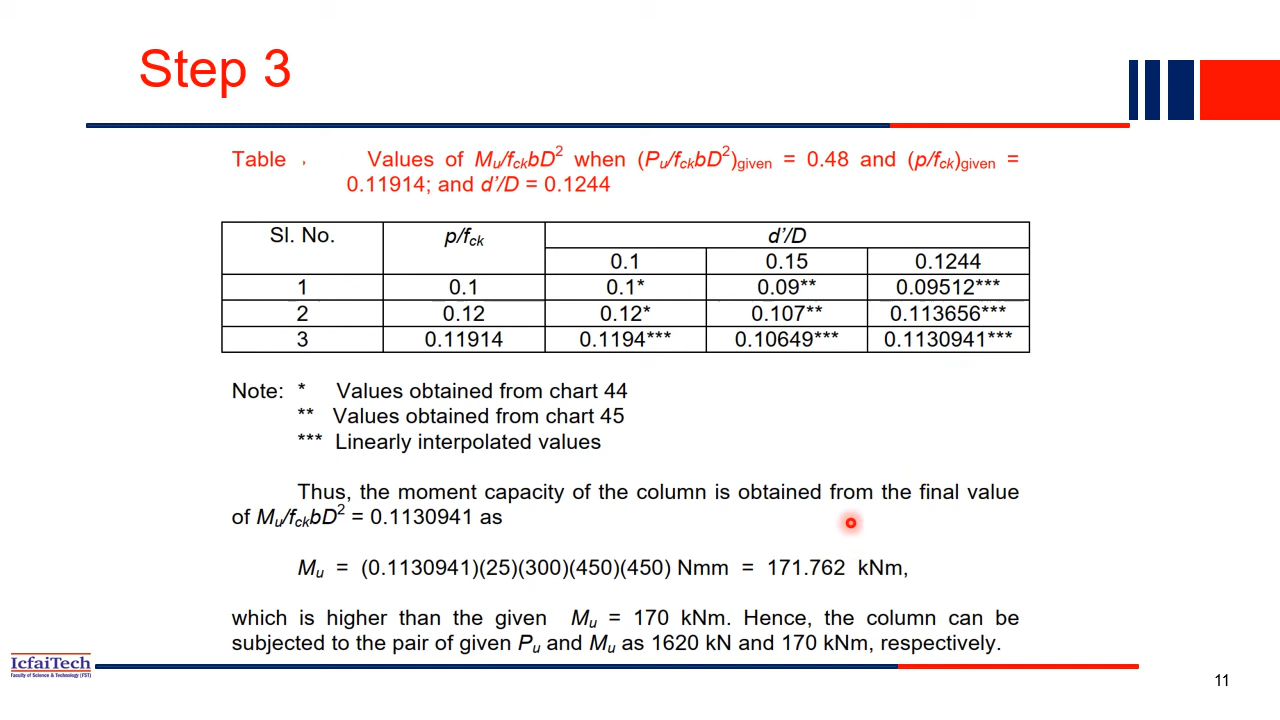 Step 3
Table , Values of Mu/fckbD² when (Pu/fckbD²)given = 0.48 and (p/fck)given =
0.11914; and d'/D = 0.1244
Sl. No. p/fck d'/D
0.1 0.15 0.1244
1 0.1 0.1* 0.09** 0.09512***
2 0.12 0.12* 0.107** 0.113656***
3 0.11914 0.1194*** 0.10649*** 0.1130941***
Note: * Values obtained from chart 44
** Values obtained from chart 45
*** Linearly interpolated values
Thus, the moment capacity of the column is obtained from the final value
of Mu/fckbD² = 0.1130941 as
Mu = (0.1130941)(25)(300)(450)(450) Nmm = 171.762 kNm,
which is higher than the given Mu = 170 kNm. Hence, the column can be
subjected to the pair of given Pu and Mu as 1620 kN and 170 kNm, respectively.
IcfaiTech
Faculty of Science & Technology (FST)
11